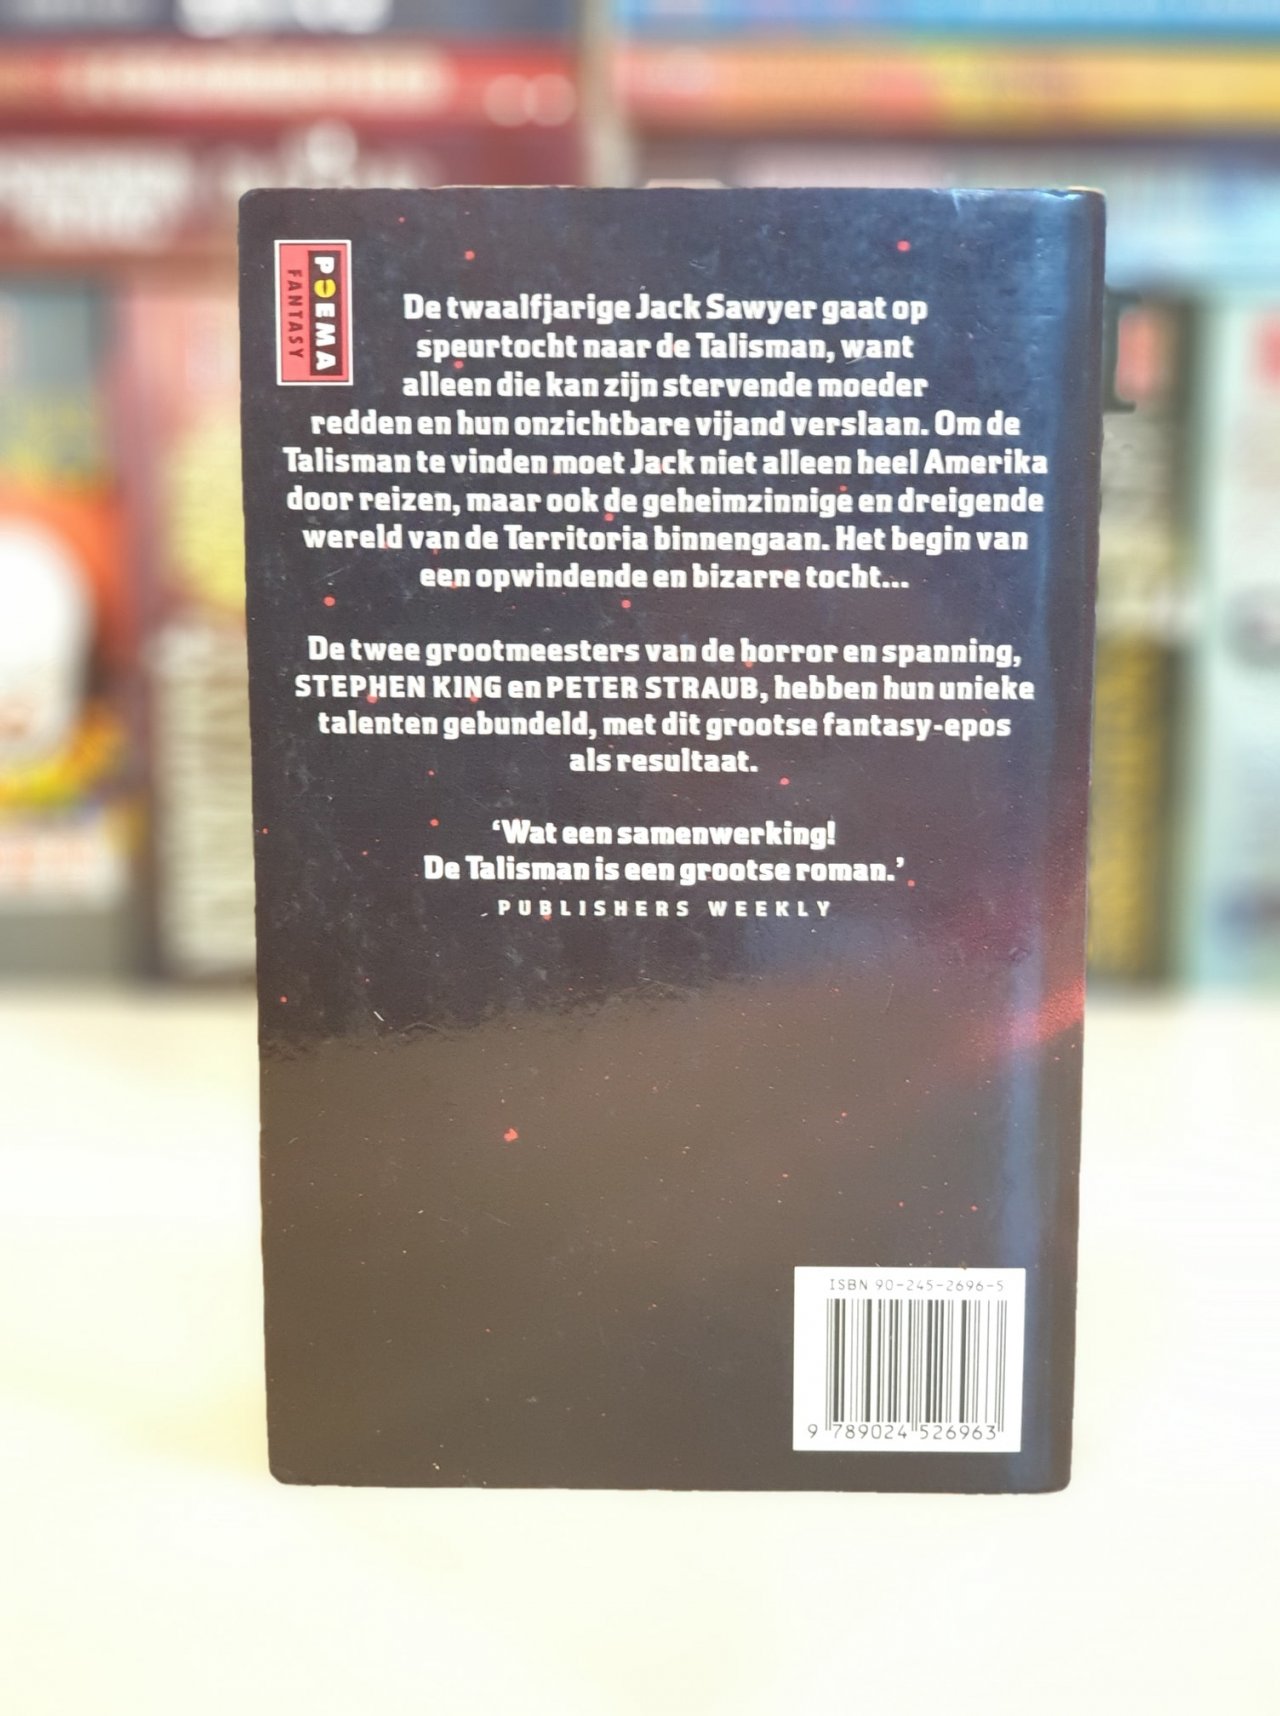 POEMA
FANTASY
De twaalfjarige Jack Sawyer gaat op
speurtocht naar de Talisman, want
alleen die kan zijn stervende moeder
redden en hun onzichtbare vijand verslaan. Om de
Talisman te vinden moet Jack niet alleen heel Amerika
door reizen, maar ook de geheimzinnige en dreigende
wereld van de Territoria binnengaan. Het begin van
een opwindende en bizarre tocht...
De twee grootmeesters van de horror en spanning,
STEPHEN KING en PETER STRAUB, hebben hun unieke
talenten gebundeld, met dit grootse fantasy-epos
als resultaat.
‘Wat een samenwerking!
De Talisman is een grootse roman.’
PUBLISHERS WEEKLY
ISBN 90-245-2696-5
9 789024 526963